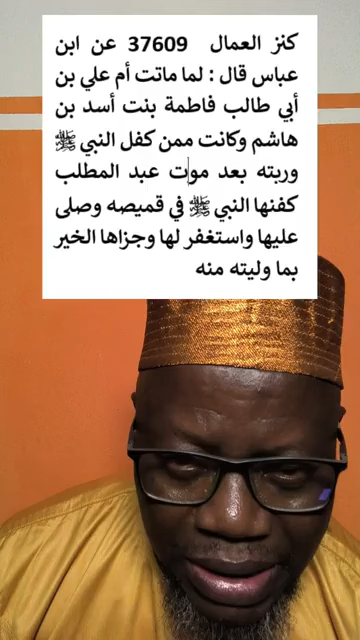 كنز العمال 37609 عن ابن
عباس قال : لما ماتت أم علي بن
أبي طالب فاطمة بنت أسد بن
هاشم وكانت ممن كفل النبي ﷺ
وربته بعد موت عبد المطلب
كفنها النبي ﷺ في قميصه وصلى
عليها واستغفر لها وجزاها الخير
بما وليته منه